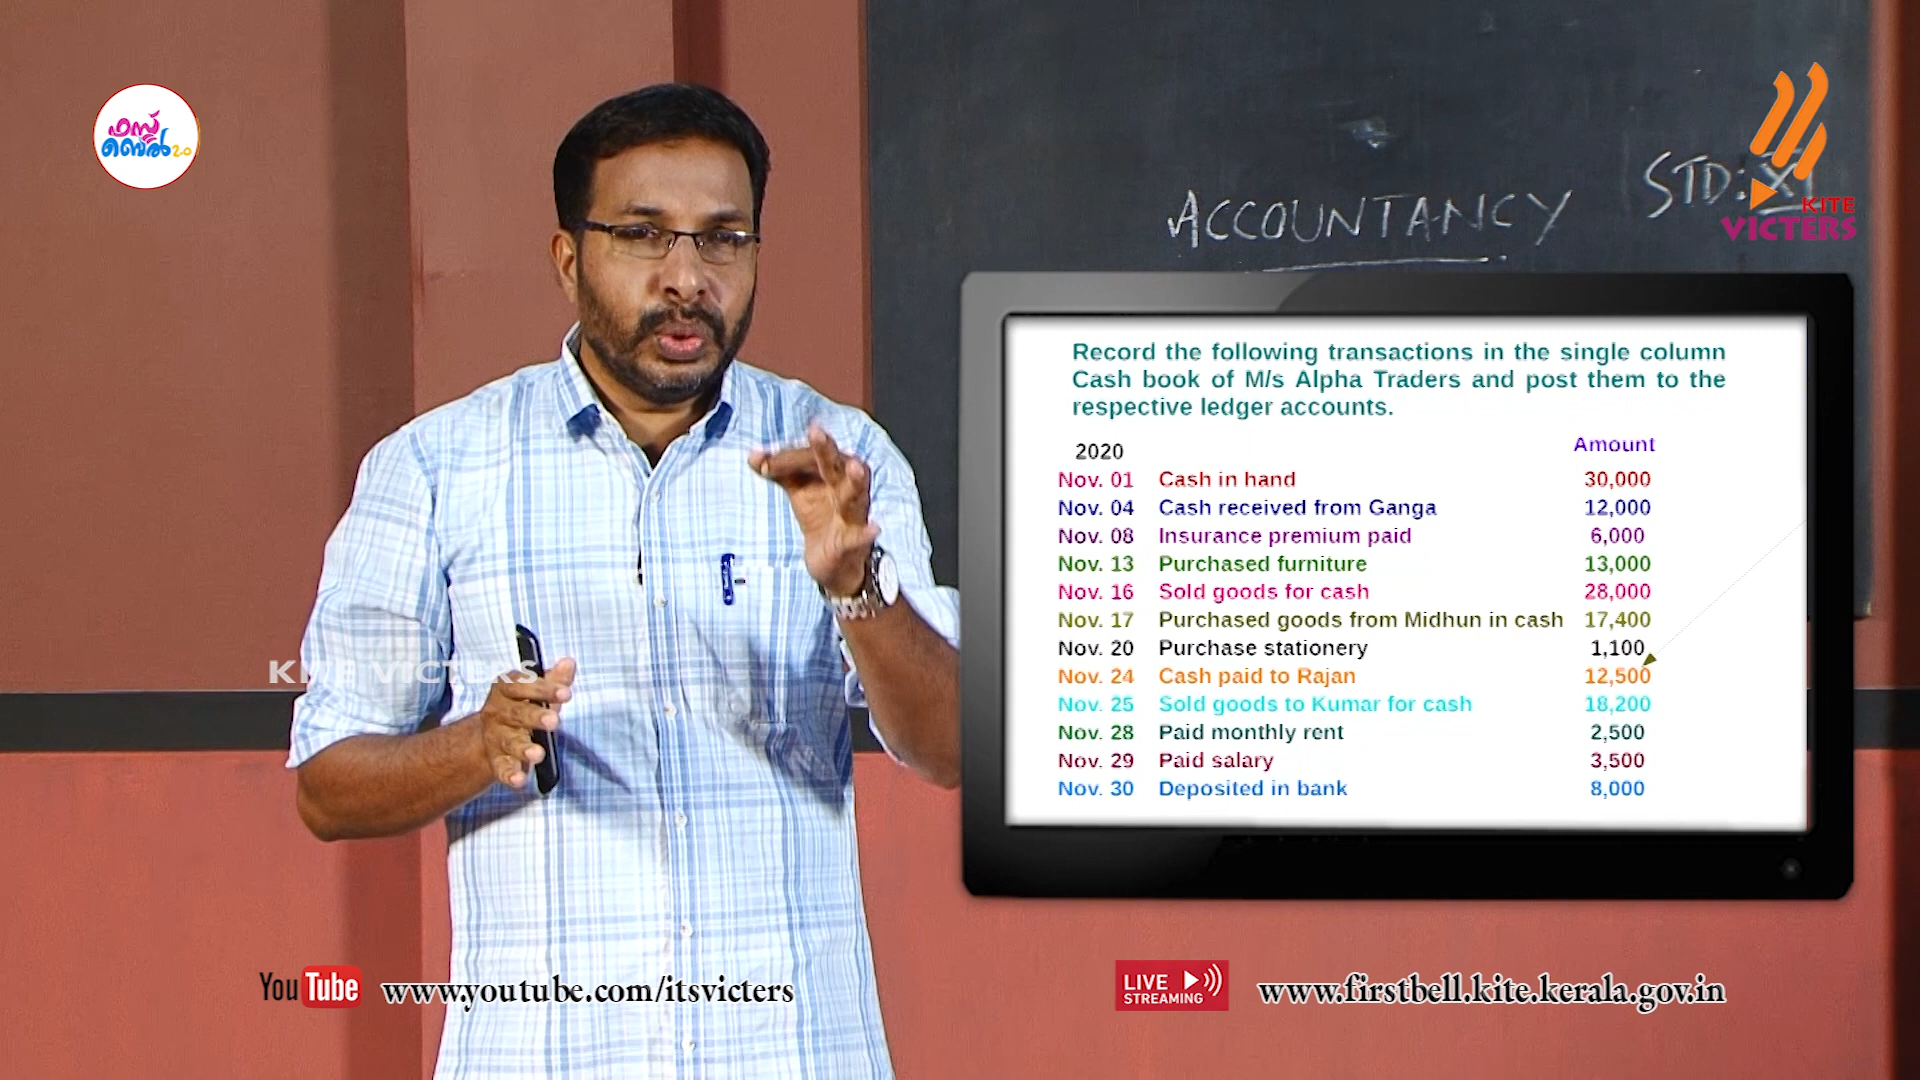 ഫസ്റ്റ്
ബെൽ 2.0
ACCOUNTANCY
STD: XI
KITE
VICTERS
Record the following transactions in the single column
Cash book of M/s Alpha Traders and post them to the
respective ledger accounts.
2020 Amount
Nov. 01 Cash in hand 30,000
Nov. 04 Cash received from Ganga 12,000
Nov. 08 Insurance premium paid 6,000
Nov. 13 Purchased furniture 13,000
Nov. 16 Sold goods for cash 28,000
Nov. 17 Purchased goods from Midhun in cash 17,400
Nov. 20 Purchase stationery 1,100
Nov. 24 Cash paid to Rajan 12,500
Nov. 25 Sold goods to Kumar for cash 18,200
Nov. 28 Paid monthly rent 2,500
Nov. 29 Paid salary 3,500
Nov. 30 Deposited in bank 8,000
KITE VICTERS
YouTube www.youtube.com/itsvicters
LIVE
STREAMING
www.firstbell.kite.kerala.gov.in